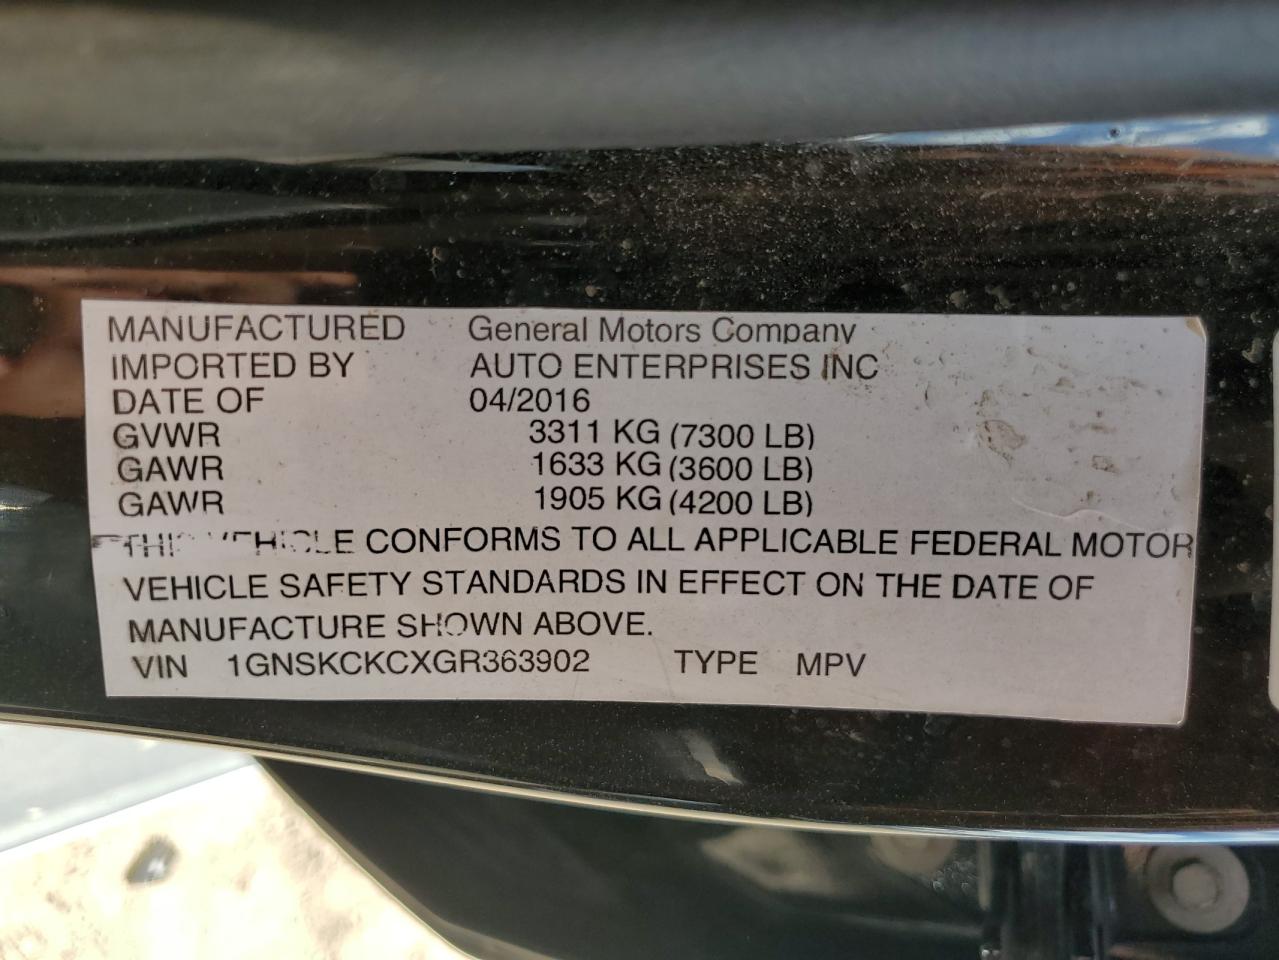 MANUFACTURED General Motors Company
IMPORTED BY AUTO ENTERPRISES INC
DATE OF 04/2016
GVWR 3311 KG (7300 LB)
GAWR 1633 KG (3600 LB)
GAWR 1905 KG (4200 LB)
THIS VEHICLE CONFORMS TO ALL APPLICABLE FEDERAL MOTOR
VEHICLE SAFETY STANDARDS IN EFFECT ON THE DATE OF
MANUFACTURE SHOWN ABOVE.
VIN 1GNSKCKCXGR363902 TYPE MPV